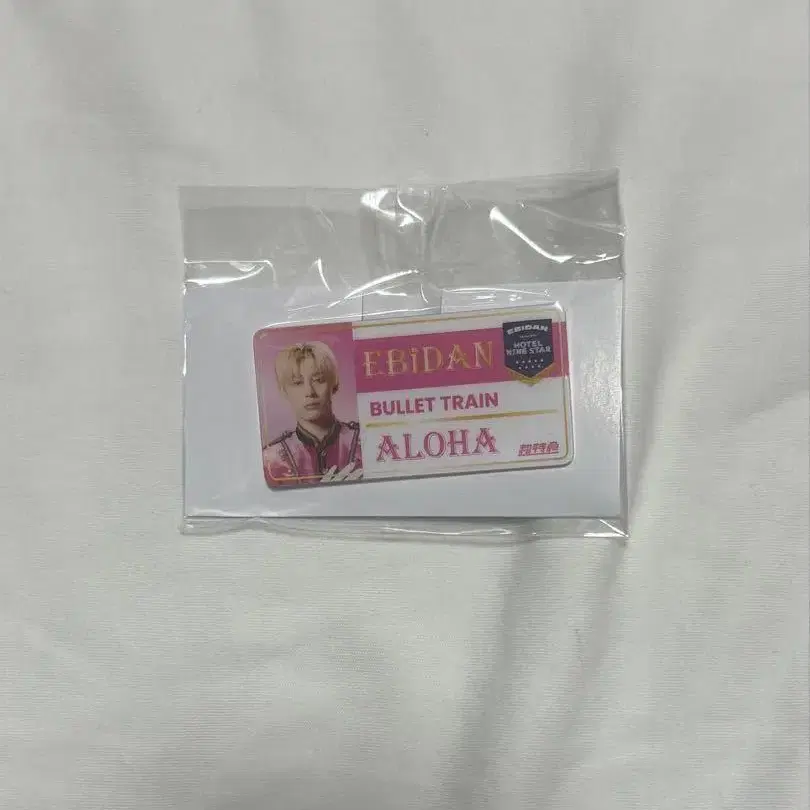 EBiDAN
BULLET TRAIN
ALOHA
超特急
EBiDAN
HOTEL
NINE STAR